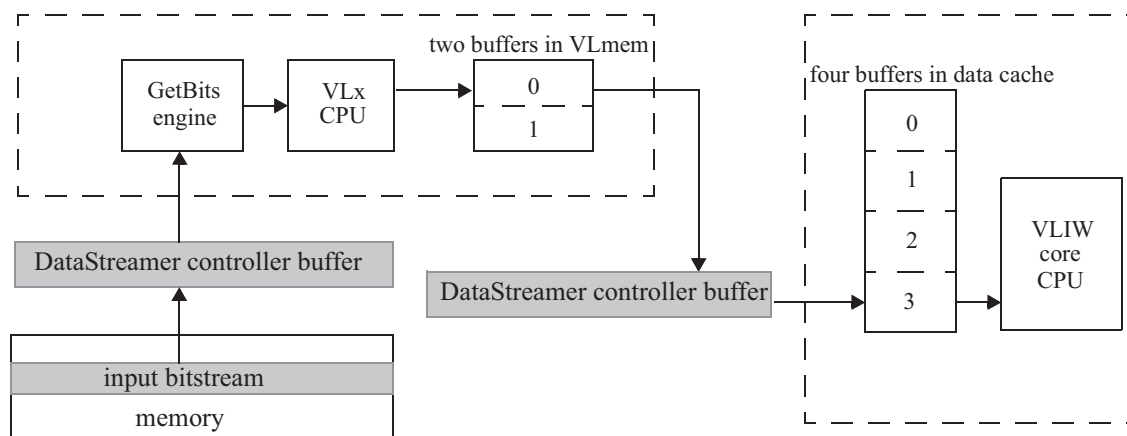 two buffers in VLmem
GetBits
engine
VLx
CPU
0
1
four buffers in data cache
0
1
2
3
VLIW
core
CPU
DataStreamer controller buffer
DataStreamer controller buffer
input bitstream
memory